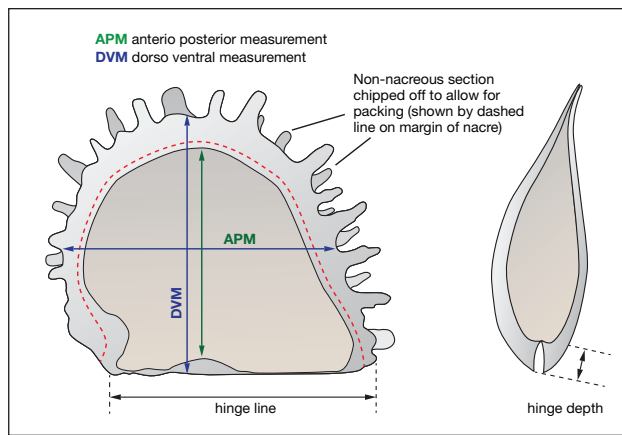 APM anterio posterior measurement
DVM dorso ventral measurement
Non-nacreous section
chipped off to allow for
packing (shown by dashed
line on margin of nacre)
APM
DVM
hinge line
hinge depth